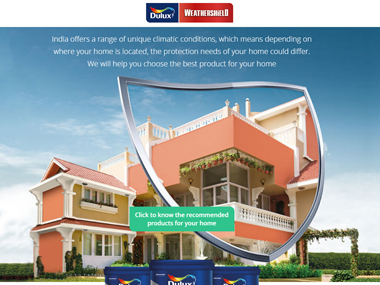 Dulux WEATHERSHIELD
India offers a range of unique climatic conditions, which means depending on
where your home is located, the protection needs of your home could differ.
We will help you choose the best product for your home
Click to know the recommended
products for your home
Dulux